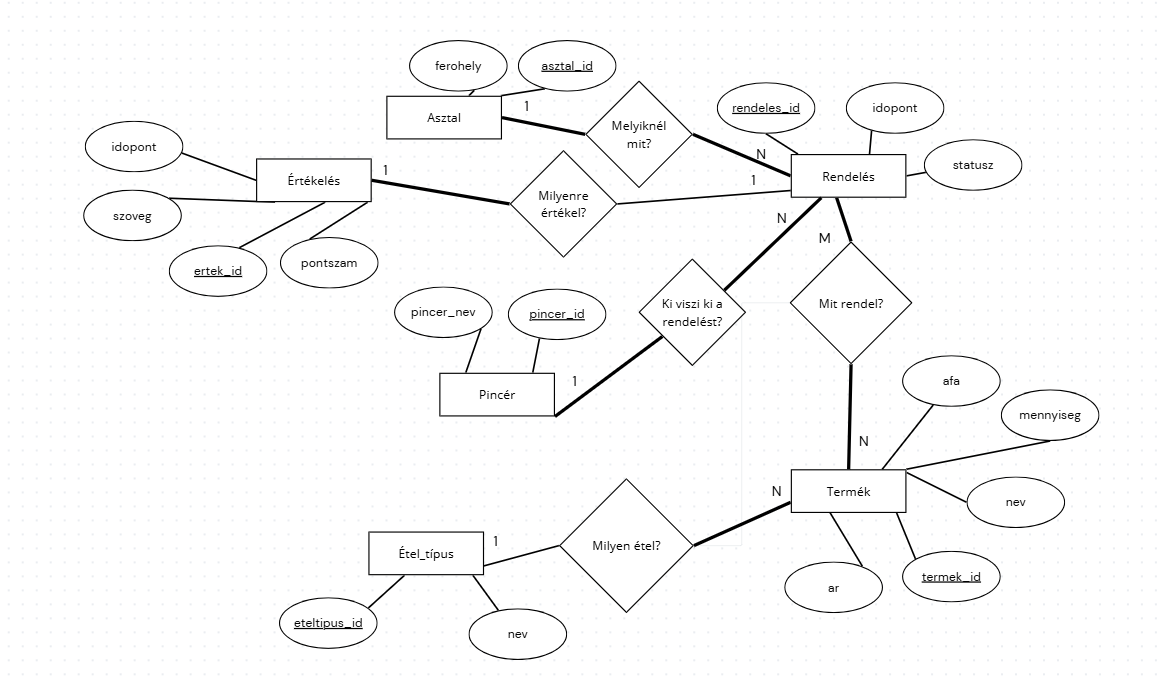 ferohely
asztal_id
1
Asztal
Melyiknél
mit?
rendeles_id
idopont
N
statusz
Rendelés
idopont
1
Értékelés
1
Milyenre
értékel?
szoveg
N
M
ertek_id
pontszam
pincer_nev
pincer_id
Ki viszi ki a
rendelést?
Mit rendel?
1
Pincér
afa
mennyiseg
N
N
Termék
nev
1
Étel_típus
Milyen étel?
ar
termek_id
eteltipus_id
nev